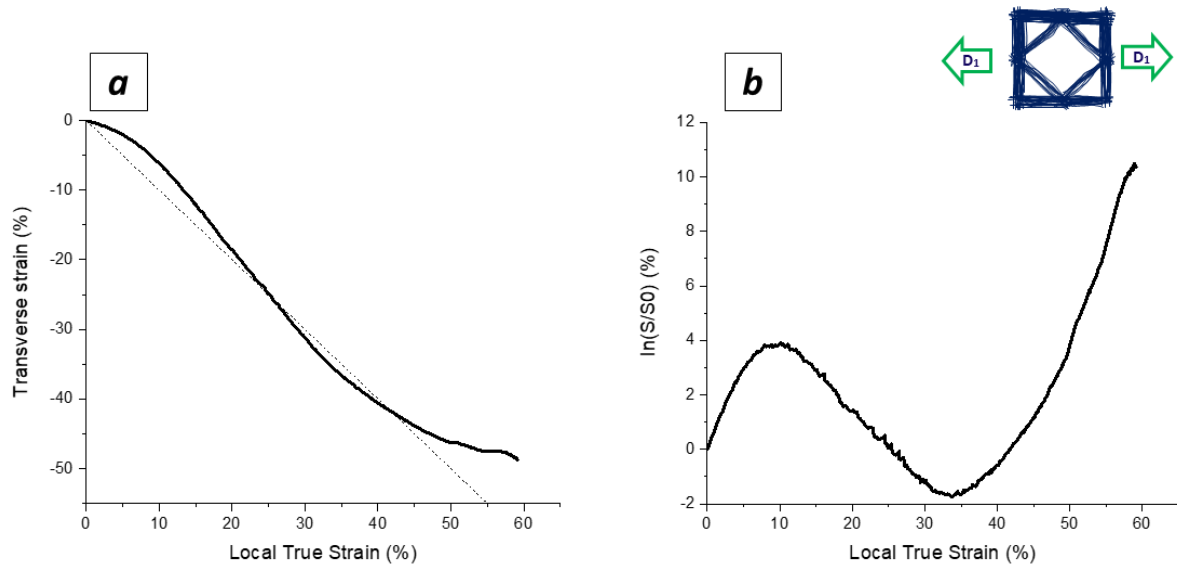 a
0
-10
-20
-30
-40
-50
Transverse strain (%)
0 10 20 30 40 50 60
Local True Strain (%)
D1 D1
b
12
10
8
6
4
2
0
-2
ln(S/S0) (%)
0 10 20 30 40 50 60
Local True Strain (%)